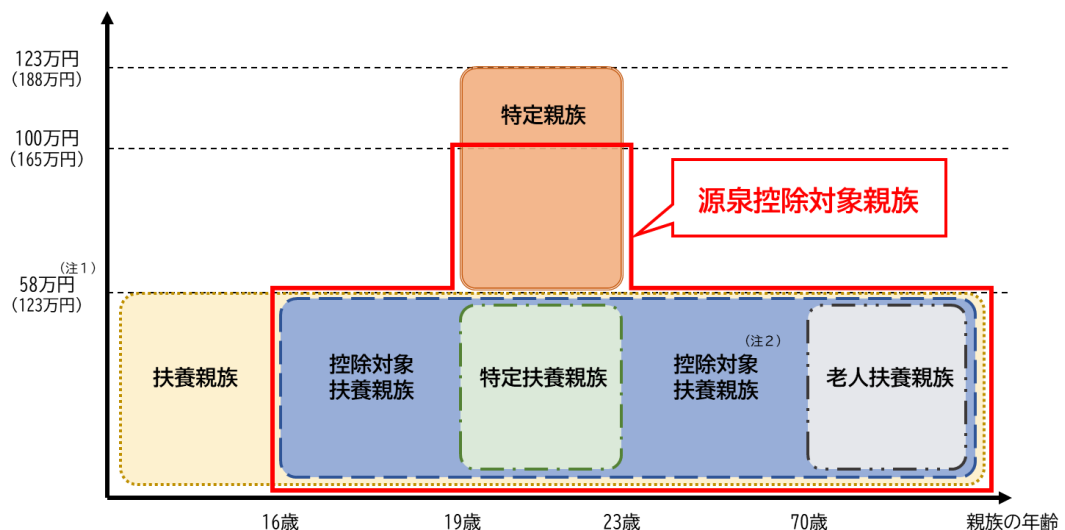 123万円
（188万円）
特定親族
100万円
（165万円）
源泉控除対象親族
（注１）
58万円
（123万円）
（注２）
扶養親族
控除対象
扶養親族
特定扶養親族
控除対象
扶養親族
老人扶養親族
16歳
19歳
23歳
70歳
親族の年齢